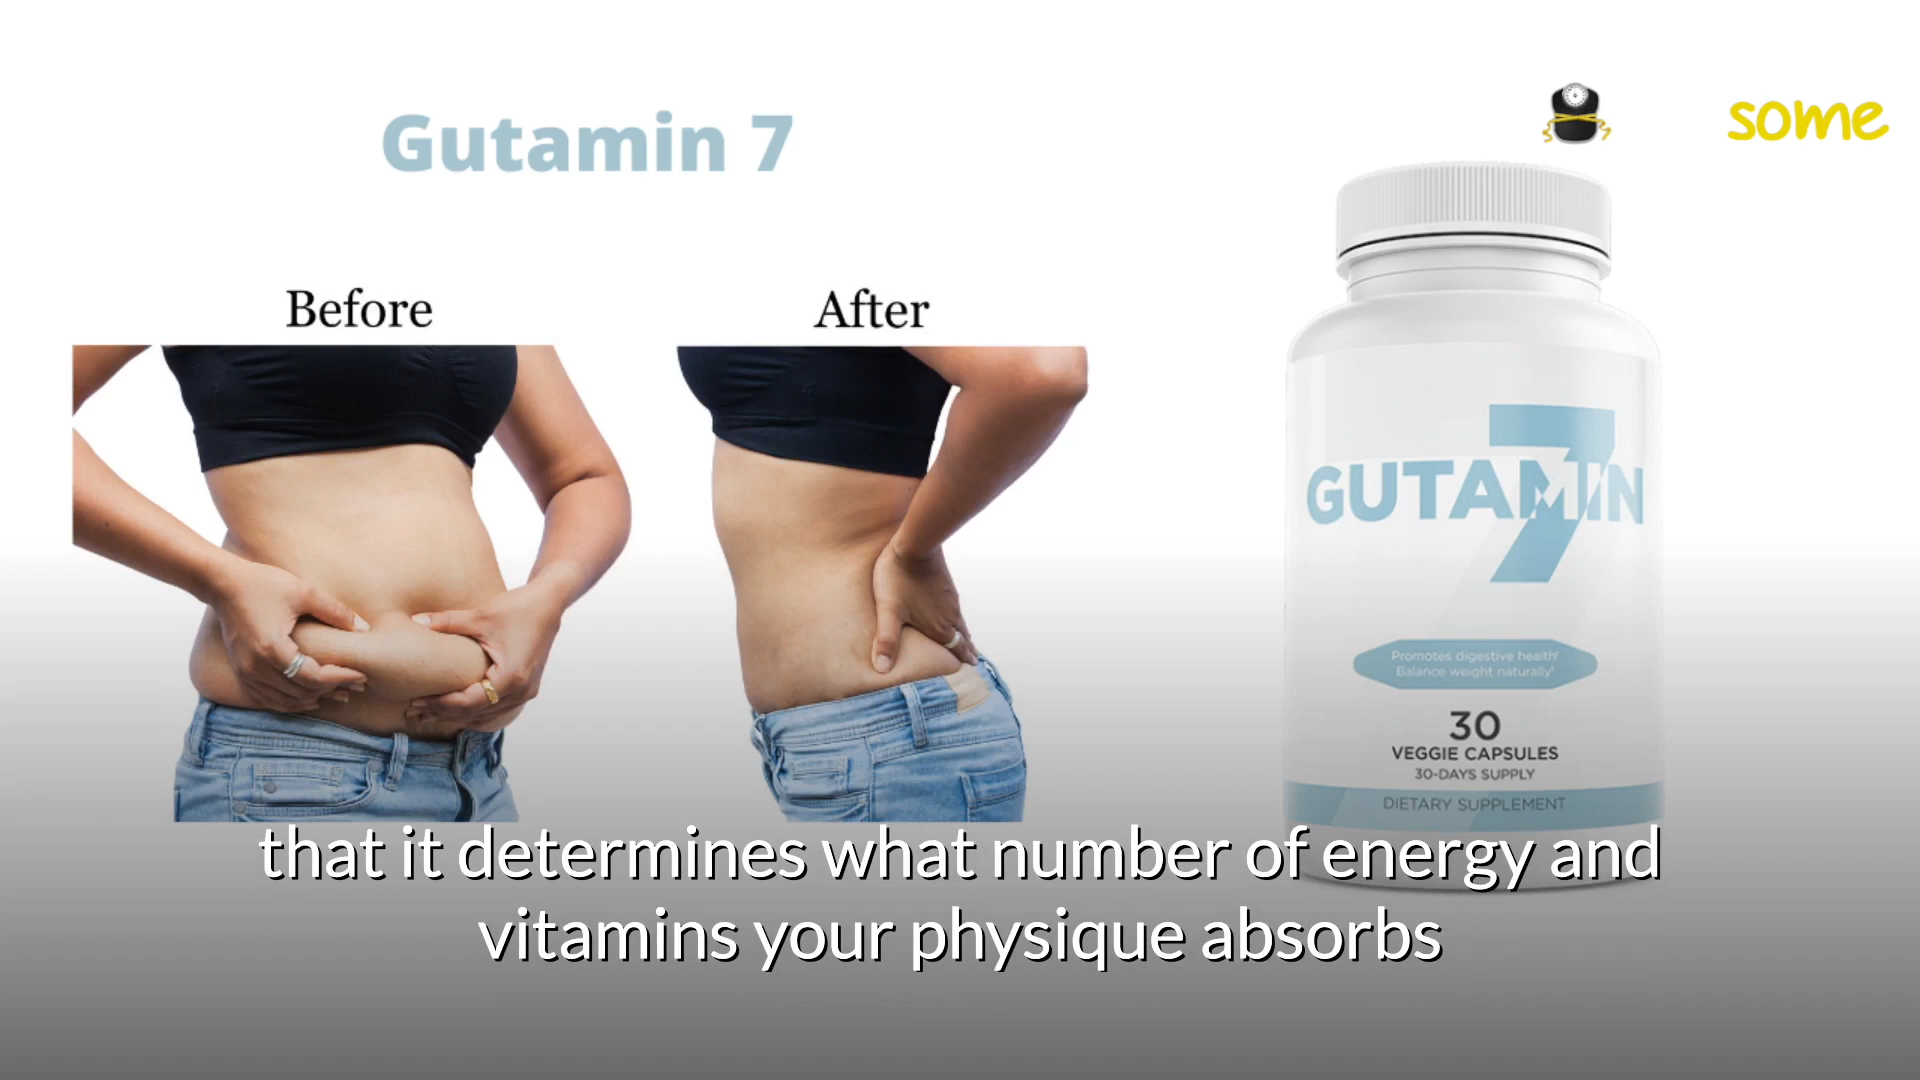 Gutamin 7
some
Before
After
7
GUTAMIN
Promotes digestive health†
Balance weight naturally†
30
VEGGIE CAPSULES
30-DAYS SUPPLY
DIETARY SUPPLEMENT
that it determines what number of energy and
vitamins your physique absorbs